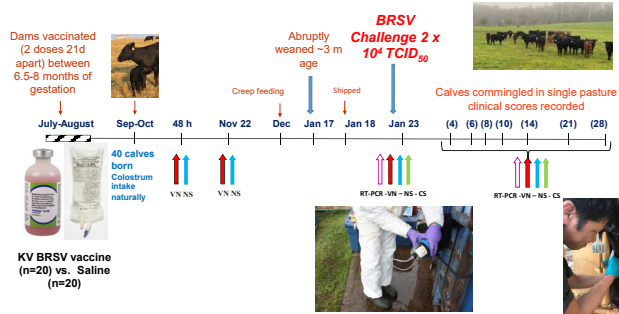 Dams vaccinated
(2 doses 21d
apart) between
6.5-8 months of
gestation
Abruptly
weaned ~3 m
age
BRSV
Challenge 2 x
10⁴ TCID₅₀
Creep feeding
Shipped
Calves commingled in single pasture
clinical scores recorded
July-August
Sep-Oct
48 h
Nov 22
Dec
Jan 17
Jan 18
Jan 23
(4)
(6)
(8)
(10)
(14)
(21)
(28)
40 calves
born
Colostrum
intake
naturally
VN NS
VN NS
RT-PCR -VN – NS - CS
RT-PCR -VN – NS - CS
KV BRSV vaccine
(n=20) vs. Saline
(n=20)